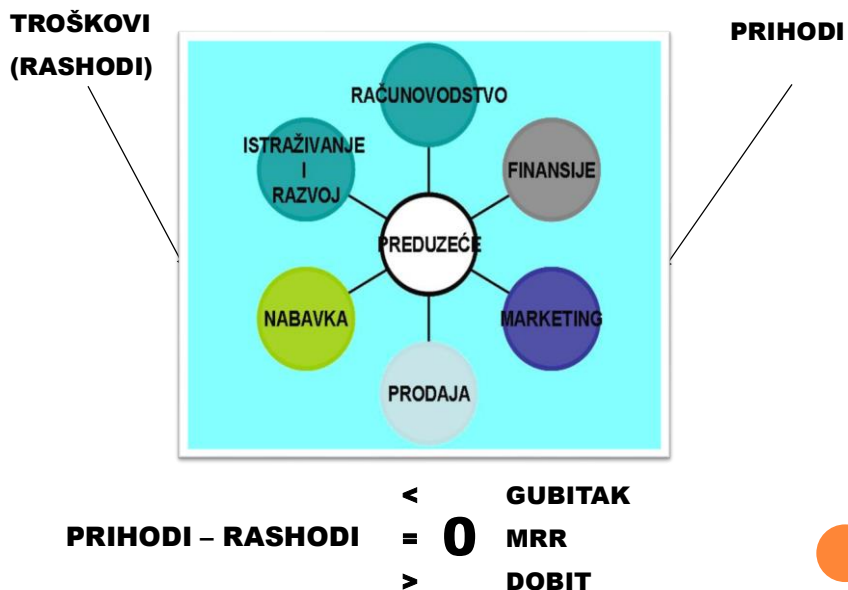 TROŠKOVI
(RASHODI)
PRIHODI
RAČUNOVODSTVO
ISTRAŽIVANJE
I
RAZVOJ
FINANSIJE
PREDUZEĆE
NABAVKA
MARKETING
PRODAJA
< GUBITAK
PRIHODI – RASHODI = 0 MRR
> DOBIT